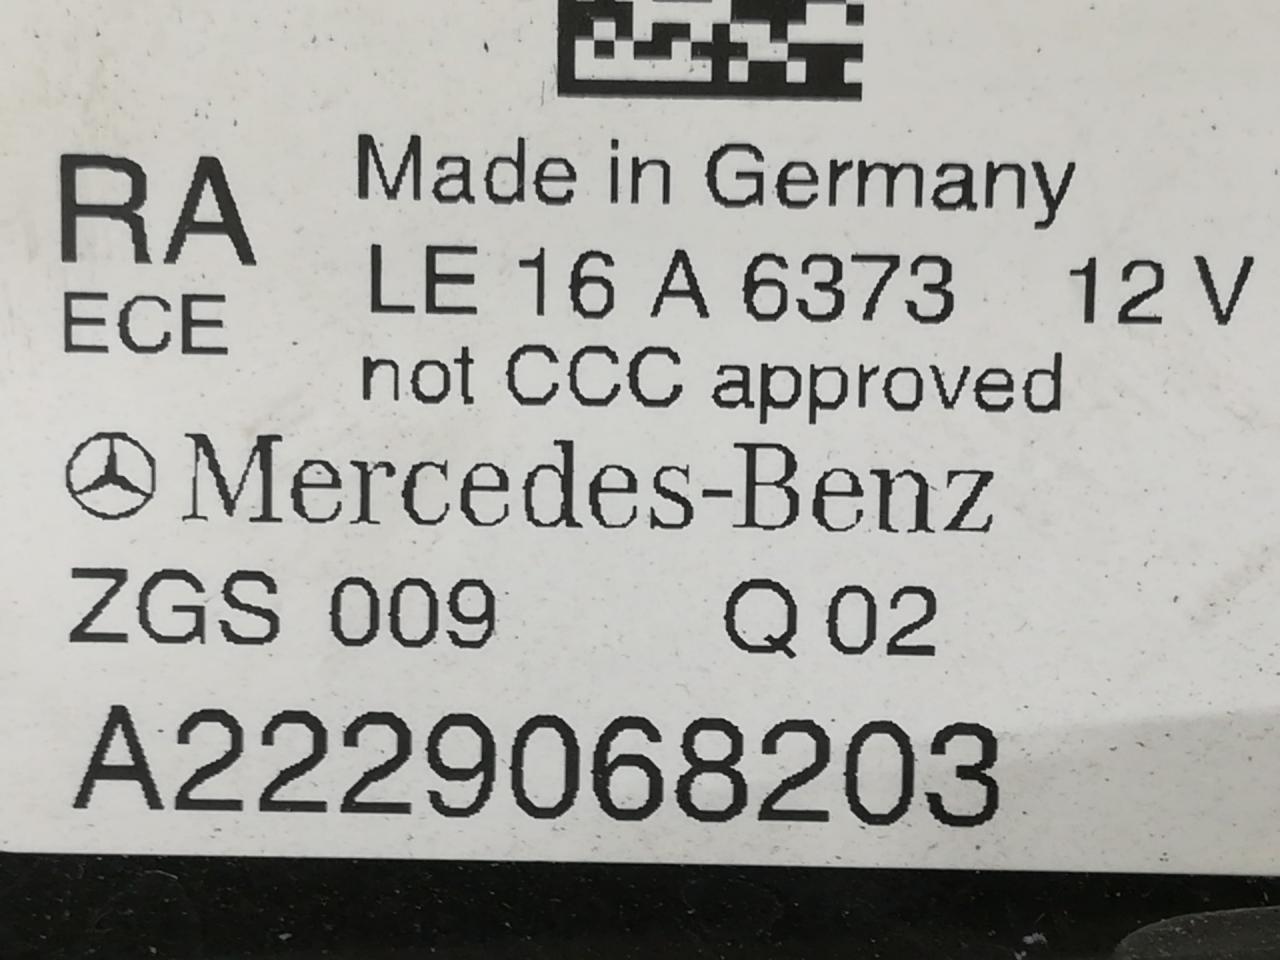 RA
ECE
Made in Germany
LE 16 A 6373 12 V
not CCC approved
Mercedes-Benz
ZGS 009 Q 02
A2229068203